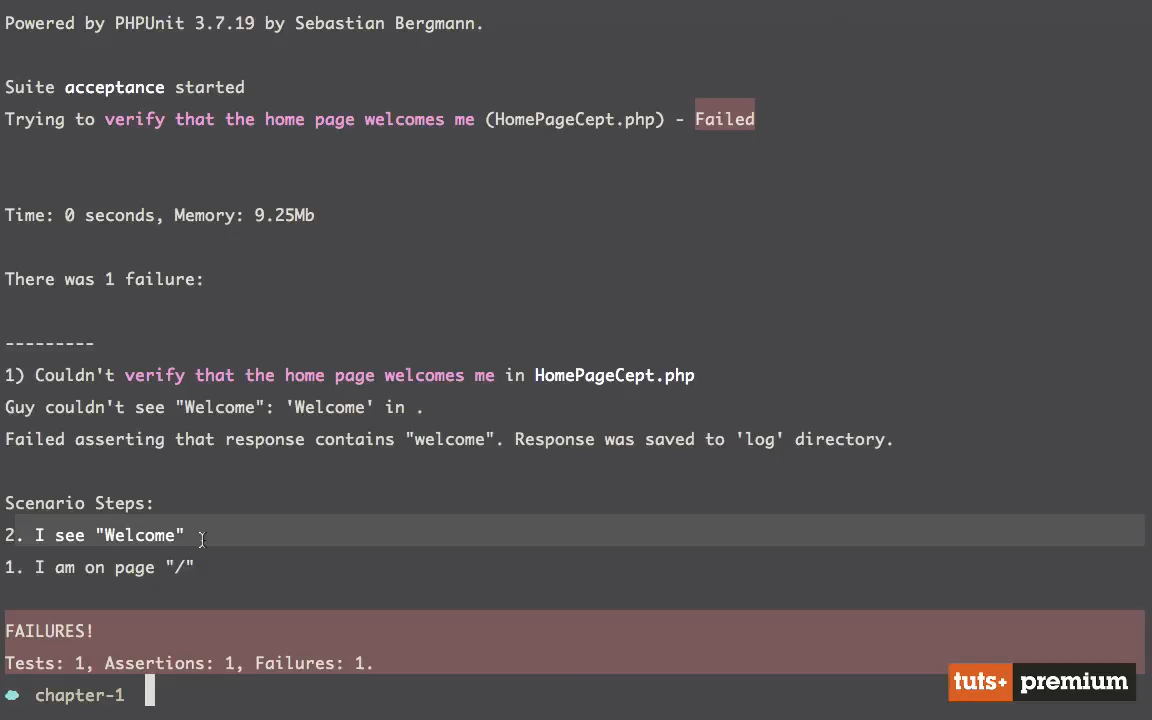 Powered by PHPUnit 3.7.19 by Sebastian Bergmann.
Suite acceptance started
Trying to verify that the home page welcomes me (HomePageCept.php) - Failed
Time: 0 seconds, Memory: 9.25Mb
There was 1 failure:
---------
1) Couldn't verify that the home page welcomes me in HomePageCept.php
Guy couldn't see "Welcome": 'Welcome' in .
Failed asserting that response contains "welcome". Response was saved to 'log' directory.
Scenario Steps:
2. I see "Welcome"
1. I am on page "/"
FAILURES!
Tests: 1, Assertions: 1, Failures: 1.
chapter-1
tuts+ premium